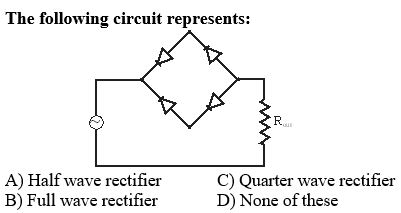 The following circuit represents:
R
A) Half wave rectifier
C) Quarter wave rectifier
B) Full wave rectifier
D) None of these